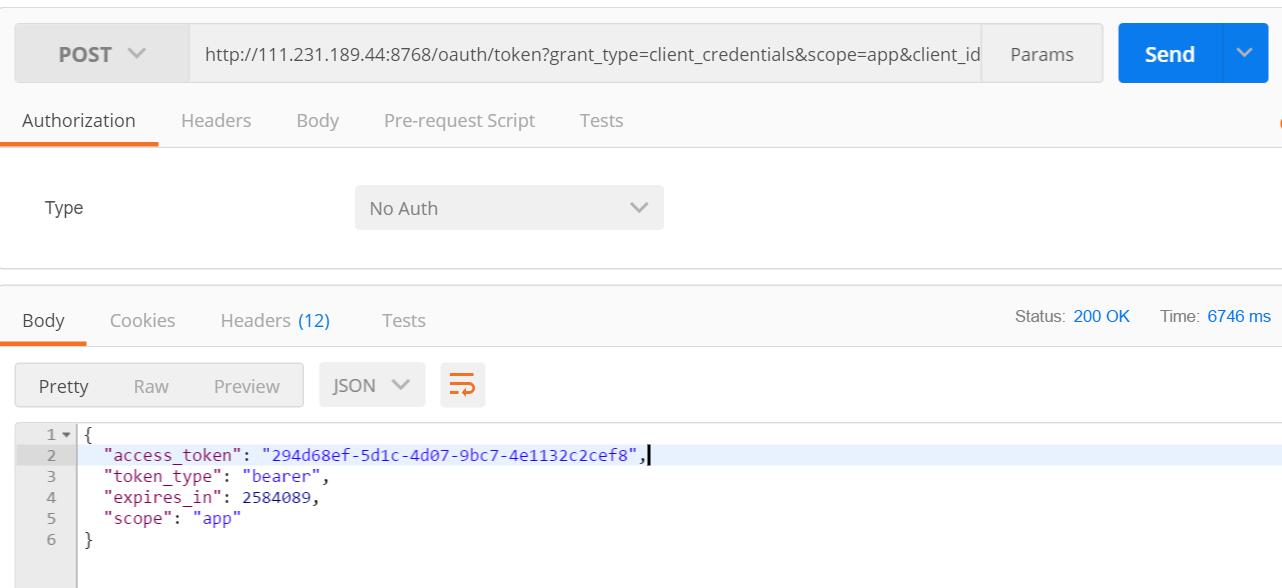 POST http://111.231.189.44:8768/oauth/token?grant_type=client_credentials&scope=app&client_id Params Send
Authorization Headers Body Pre-request Script Tests
Type No Auth
Body Cookies Headers (12) Tests Status: 200 OK Time: 6746 ms
Pretty Raw Preview JSON
1 {
2 "access_token": "294d68ef-5d1c-4d07-9bc7-4e1132c2cef8",
3 "token_type": "bearer",
4 "expires_in": 2584089,
5 "scope": "app"
6 }